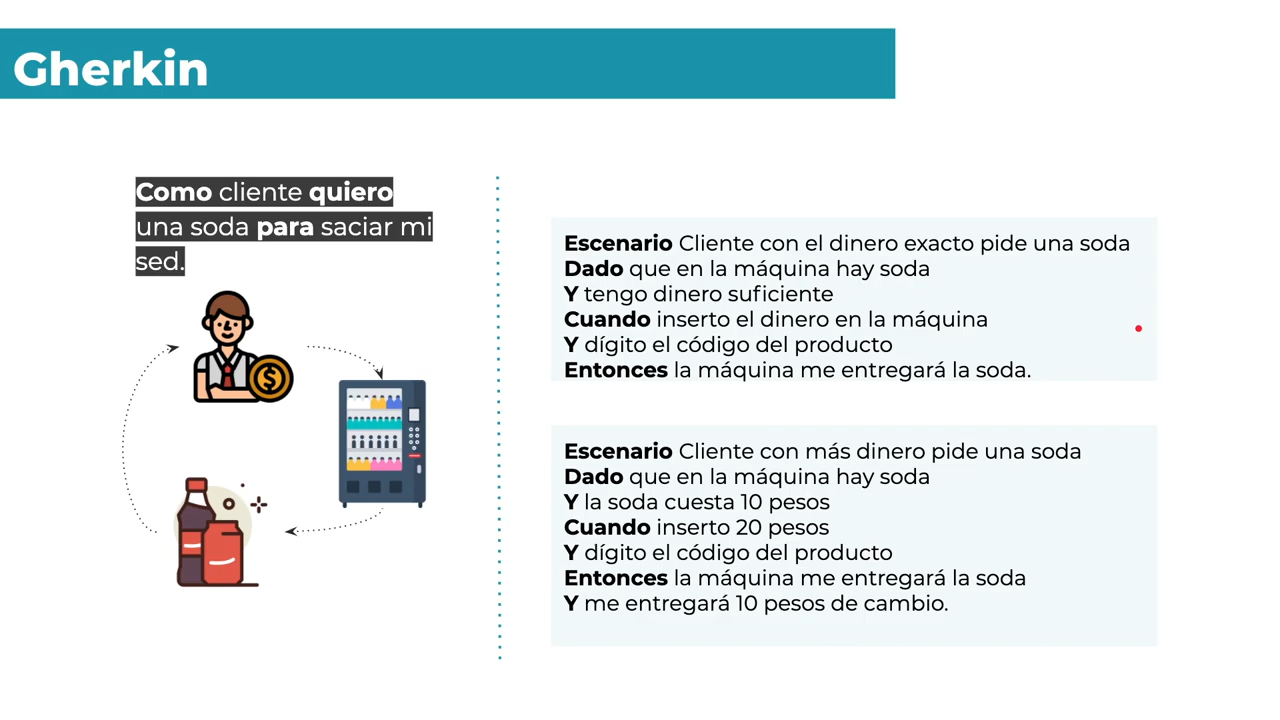 Gherkin
Como cliente quiero
una soda para saciar mi
sed.
Escenario Cliente con el dinero exacto pide una soda
Dado que en la máquina hay soda
Y tengo dinero suficiente
Cuando inserto el dinero en la máquina
Y dígito el código del producto
Entonces la máquina me entregará la soda.
Escenario Cliente con más dinero pide una soda
Dado que en la máquina hay soda
Y la soda cuesta 10 pesos
Cuando inserto 20 pesos
Y dígito el código del producto
Entonces la máquina me entregará la soda
Y me entregará 10 pesos de cambio.